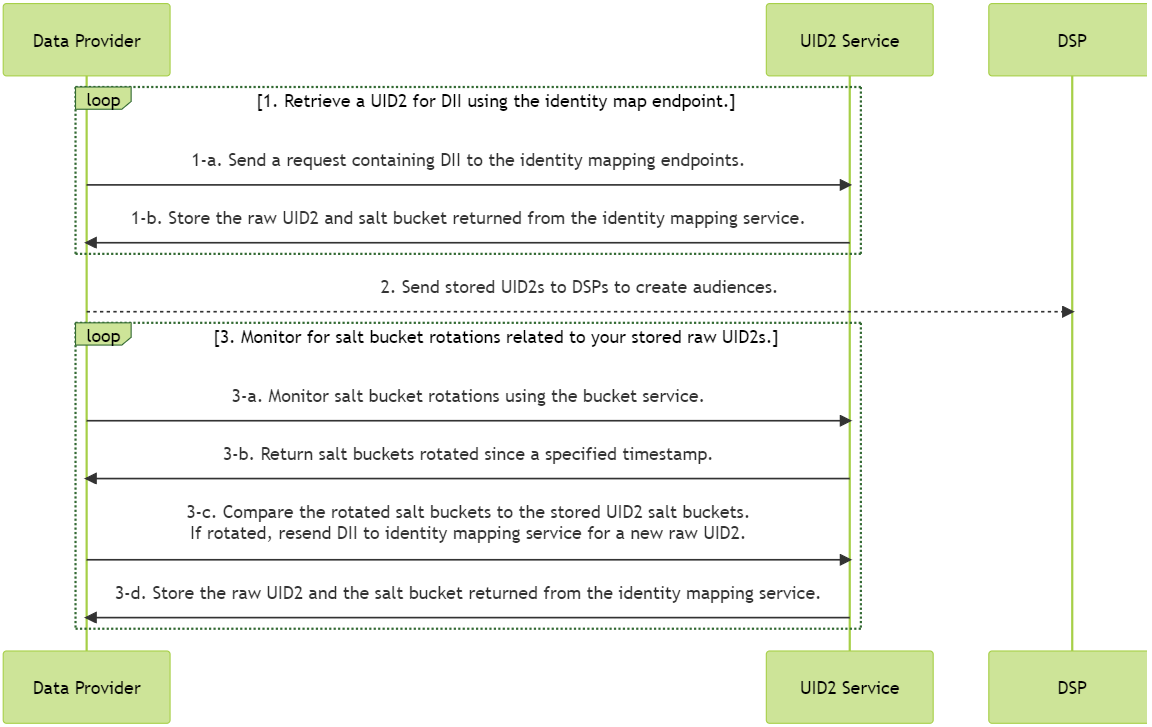 Data Provider
UID2 Service
DSP
loop
[1. Retrieve a UID2 for DII using the identity map endpoint.]
1-a. Send a request containing DII to the identity mapping endpoints.
1-b. Store the raw UID2 and salt bucket returned from the identity mapping service.
2. Send stored UID2s to DSPs to create audiences.
loop
[3. Monitor for salt bucket rotations related to your stored raw UID2s.]
3-a. Monitor salt bucket rotations using the bucket service.
3-b. Return salt buckets rotated since a specified timestamp.
3-c. Compare the rotated salt buckets to the stored UID2 salt buckets.
If rotated, resend DII to identity mapping service for a new raw UID2.
3-d. Store the raw UID2 and the salt bucket returned from the identity mapping service.
Data Provider
UID2 Service
DSP